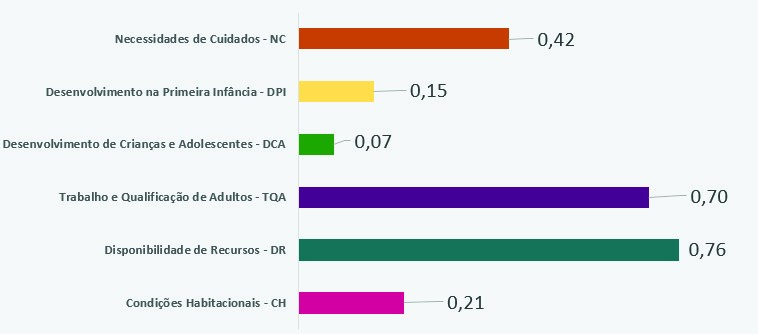 Necessidades de Cuidados - NC 0,42
Desenvolvimento na Primeira Infância - DPI 0,15
Desenvolvimento de Crianças e Adolescentes - DCA 0,07
Trabalho e Qualificação de Adultos - TQA 0,70
Disponibilidade de Recursos - DR 0,76
Condições Habitacionais - CH 0,21